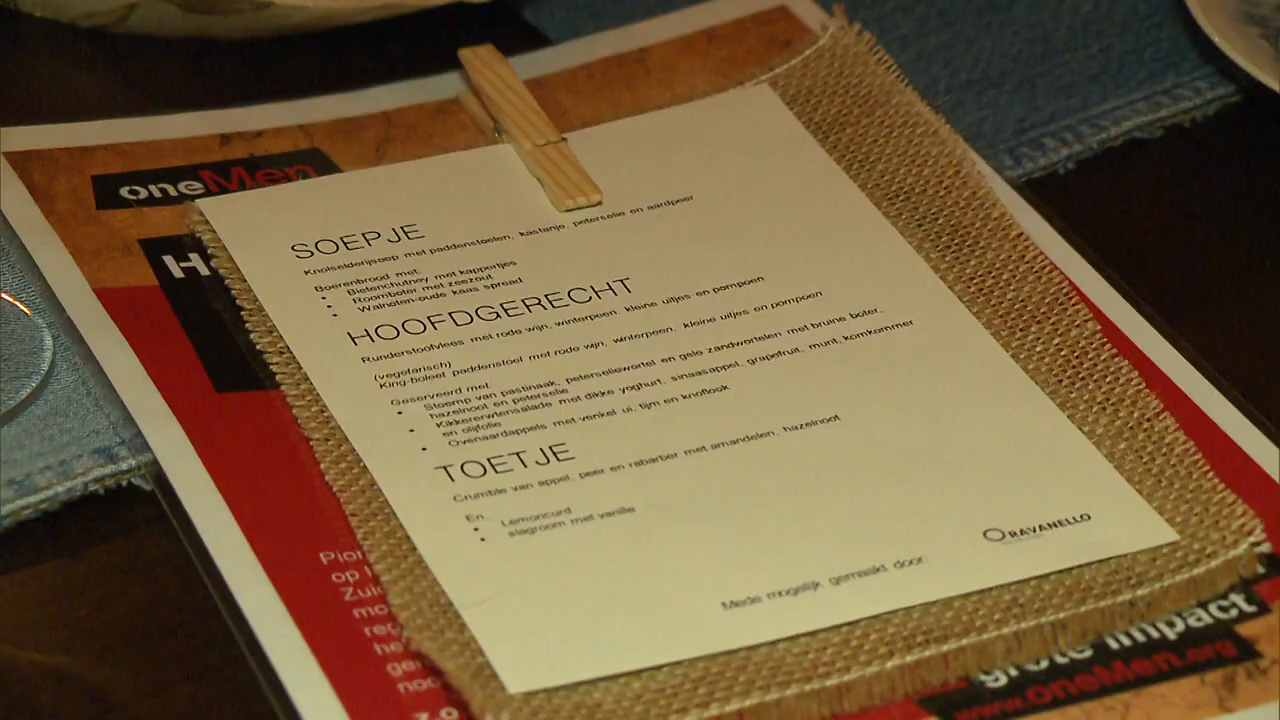 oneMen
SOEPJE
Knolselderijsoep met paddenstoelen, kastanje, peterselie en aardpeer
Boerenbrood met:
• Bietenchutney met kappertjes
• Roomboter met zeezout
• Walnoten-oude kaas spread
HOOFDGERECHT
Runderstoofvlees met rode wijn, winterpeen, kleine uitjes en pompoen
(vegetarisch)
King-boleet paddenstoel met rode wijn, winterpeen, kleine uitjes en pompoen
Geserveerd met:
• Stoemp van pastinaak, peterseliewortel en gele zandwortelen met bruine boter,
hazelnoot en peterselie
• Kikkererwtensalade met dikke yoghurt, sinaasappel, grapefruit, munt, komkommer
en olijfolie
• Ovenaardappels met venkel ui, tijm en knoflook
TOETJE
Crumble van appel, peer en rabarber met amandelen, hazelnoot
En
• Lemoncurd
• slagroom met vanille
Mede mogelijk gemaakt door:
RAVANELLO
op
grote impact
www.oneMen.org